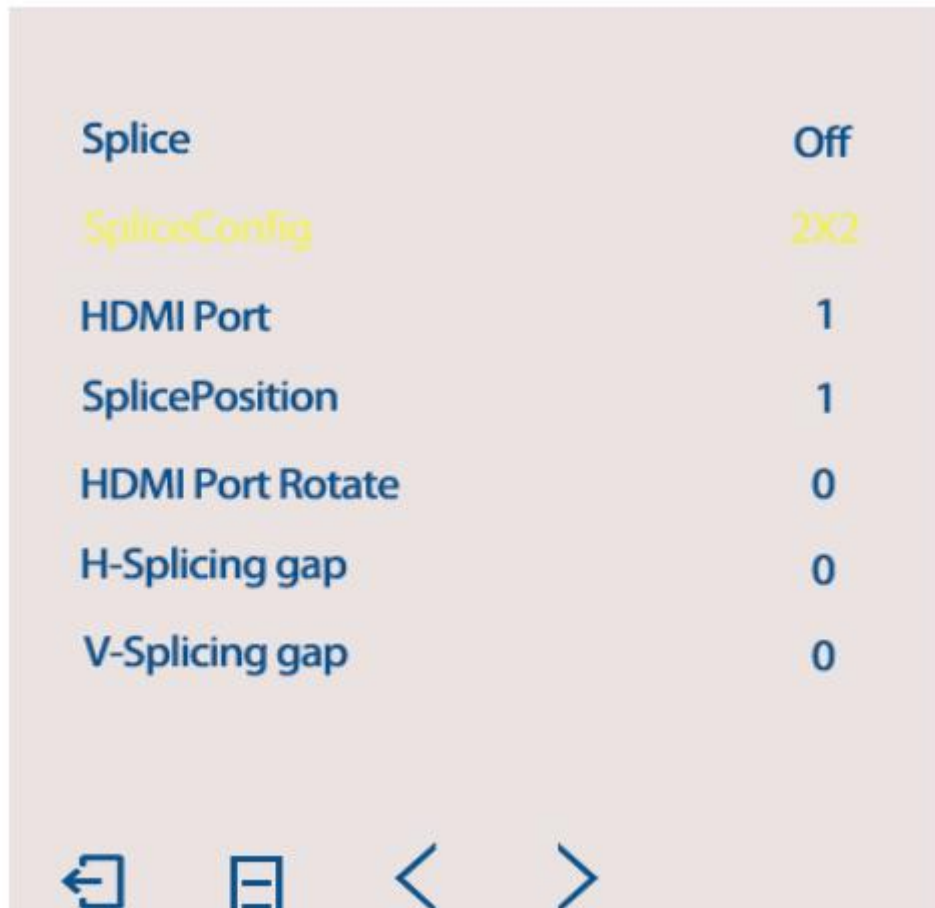 Splice Off
SpliceConfig 2X2
HDMI Port 1
SplicePosition 1
HDMI Port Rotate 0
H-Splicing gap 0
V-Splicing gap 0